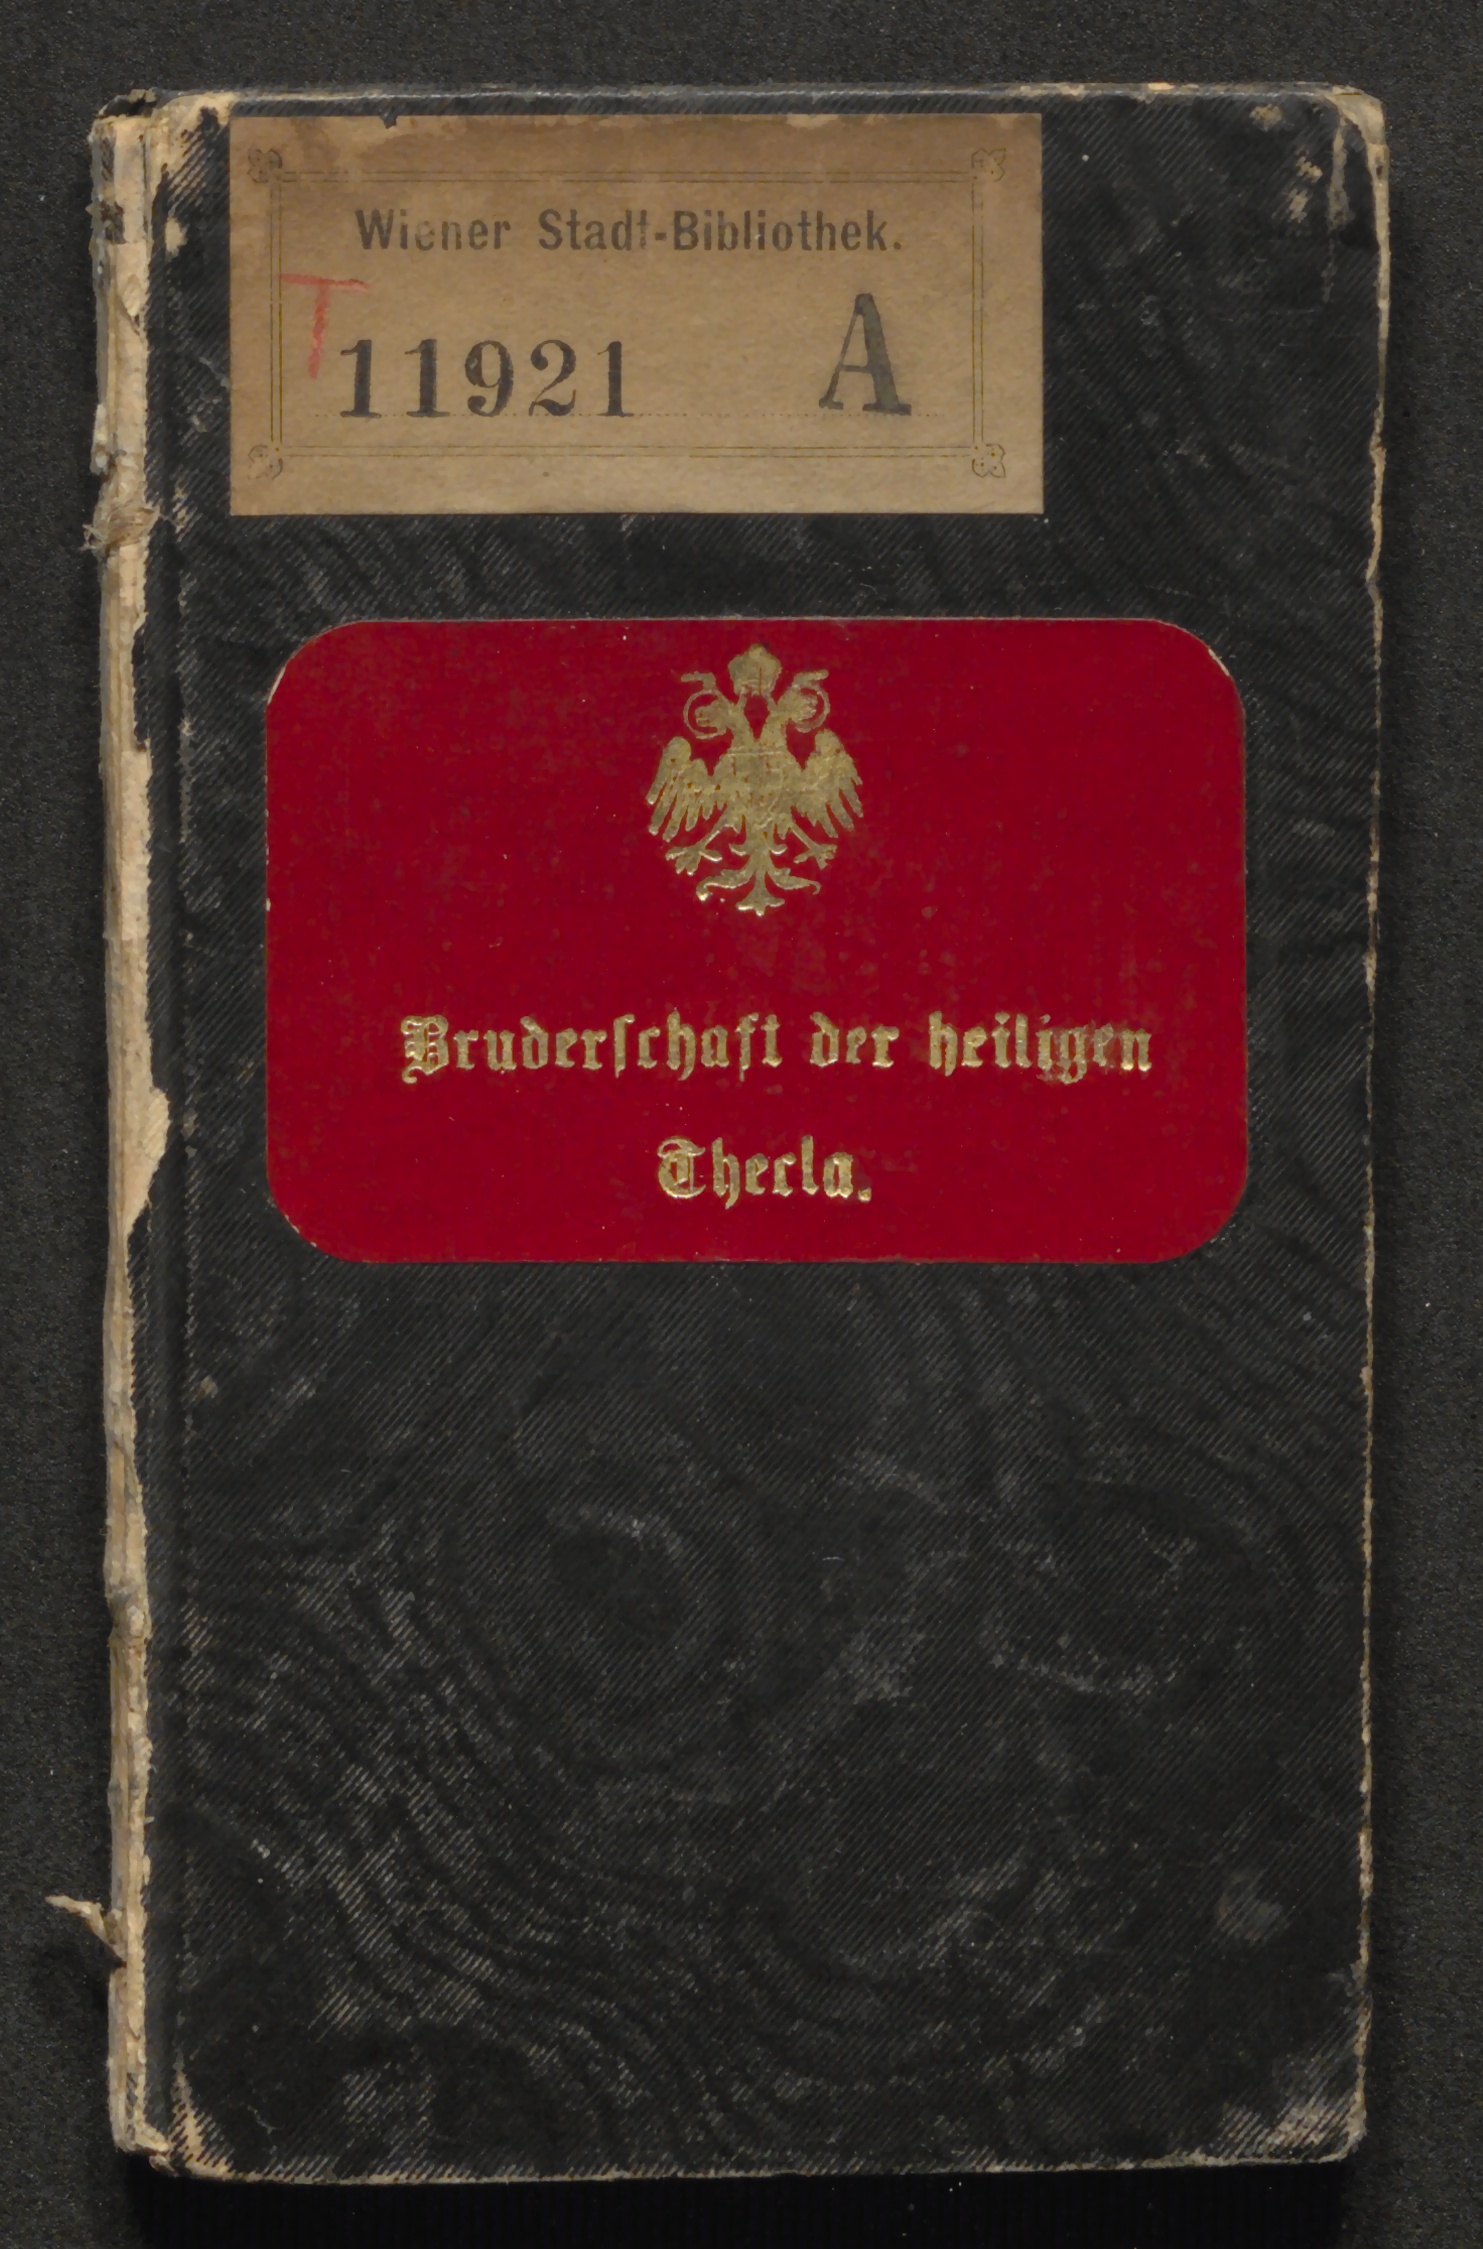 Wiener Stadt-Bibliothek.
T 11921 A
Bruderschaft der heiligen
Thecla.